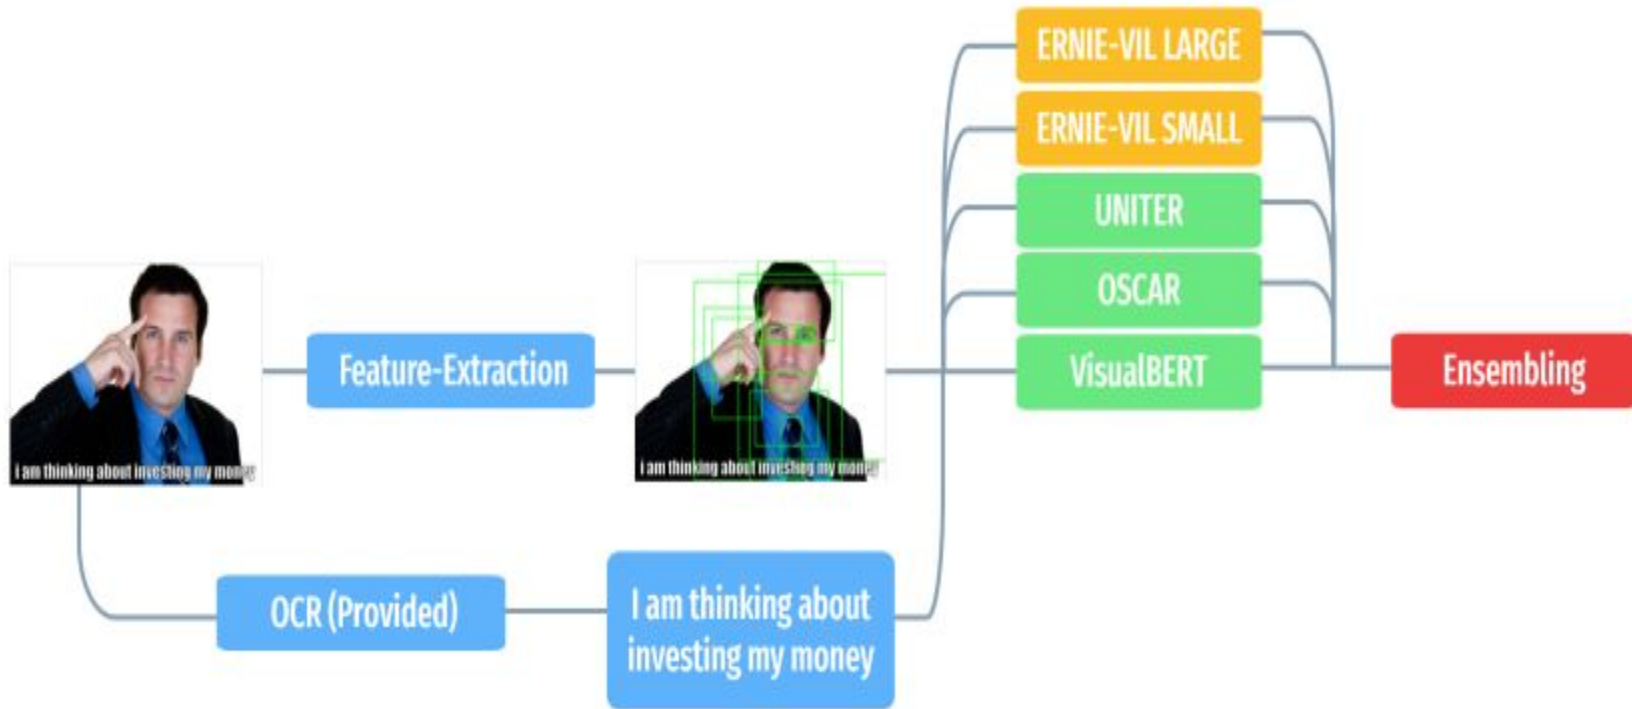 ERNIE-VIL LARGE
ERNIE-VIL SMALL
UNITER
OSCAR
VisualBERT
Feature-Extraction
Ensembling
i am thinking about investing my money
i am thinking about investing my money
OCR (Provided)
I am thinking about
investing my money